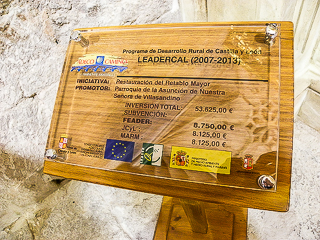 Programa de Desarrollo Rural de Castilla y León
LEADERCAL (2007-2013)
INICIATIVA: Restauración del Retablo Mayor
PROMOTOR: Parroquia de la Asunción de Nuestra
Señora de Villasandino
INVERSION TOTAL: 53.625,00 €
SUBVENCIÓN:
FEADER: 8.750,00 €
JCYL: 8.125,00 €
MARM: 8.125,00 €